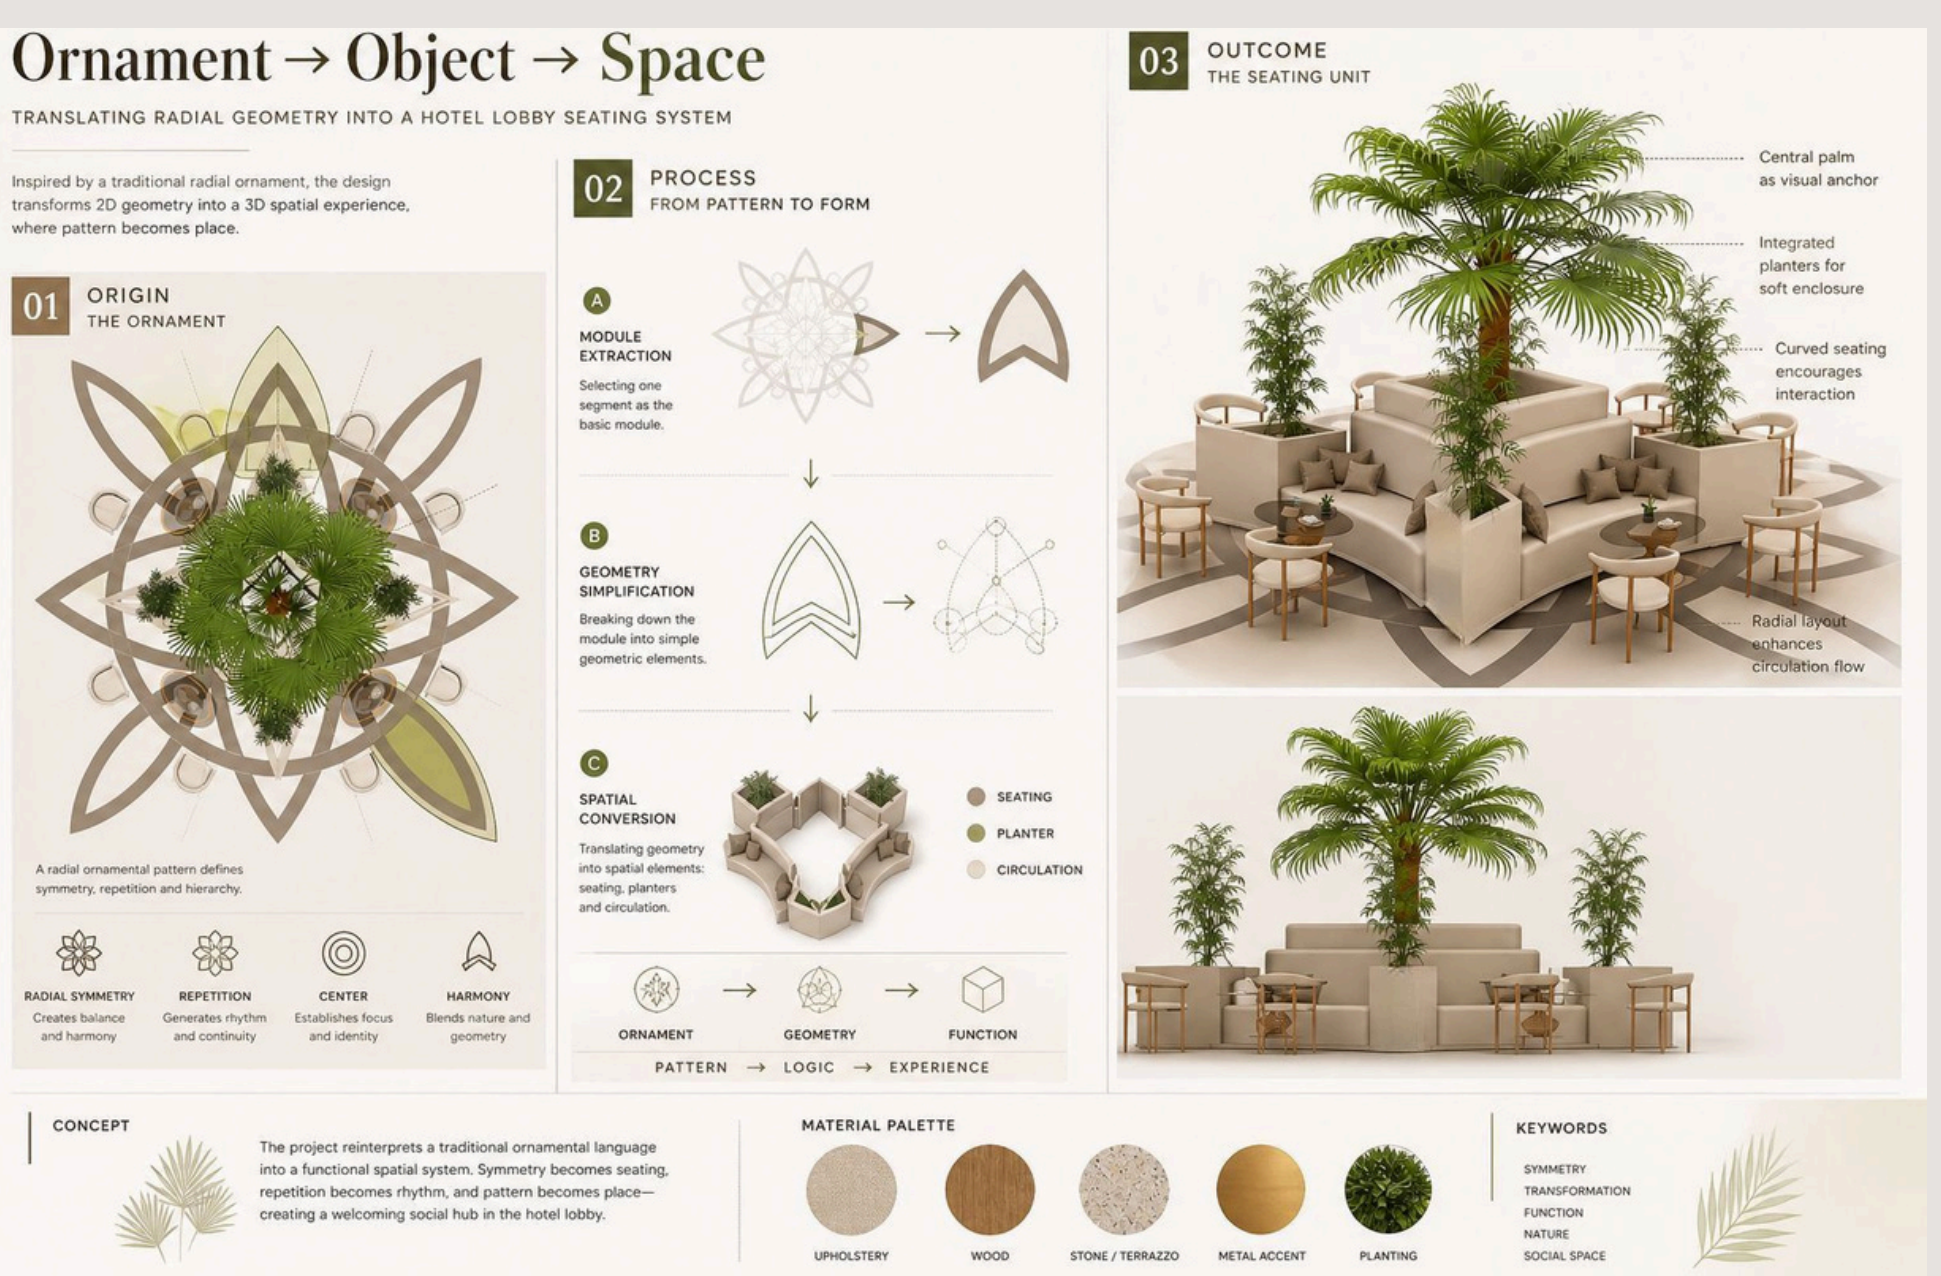 Ornament → Object → Space
TRANSLATING RADIAL GEOMETRY INTO A HOTEL LOBBY SEATING SYSTEM
Inspired by a traditional radial ornament, the design
transforms 2D geometry into a 3D spatial experience,
where pattern becomes place.
01
ORIGIN
THE ORNAMENT
A radial ornamental pattern defines
symmetry, repetition and hierarchy.
RADIAL SYMMETRY
Creates balance
and harmony
REPETITION
Generates rhythm
and continuity
CENTER
Establishes focus
and identity
HARMONY
Blends nature and
geometry
02
PROCESS
FROM PATTERN TO FORM
A
MODULE
EXTRACTION
Selecting one
segment as the
basic module.
B
GEOMETRY
SIMPLIFICATION
Breaking down the
module into simple
geometric elements.
C
SPATIAL
CONVERSION
Translating geometry
into spatial elements:
seating, planters
and circulation.
SEATING
PLANTER
CIRCULATION
ORNAMENT
GEOMETRY
FUNCTION
PATTERN → LOGIC → EXPERIENCE
03
OUTCOME
THE SEATING UNIT
Central palm
as visual anchor
Integrated
planters for
soft enclosure
Curved seating
encourages
interaction
Radial layout
enhances
circulation flow
CONCEPT
The project reinterprets a traditional ornamental language
into a functional spatial system. Symmetry becomes seating,
repetition becomes rhythm, and pattern becomes place—
creating a welcoming social hub in the hotel lobby.
MATERIAL PALETTE
UPHOLSTERY
WOOD
STONE / TERRAZZO
METAL ACCENT
PLANTING
KEYWORDS
SYMMETRY
TRANSFORMATION
FUNCTION
NATURE
SOCIAL SPACE